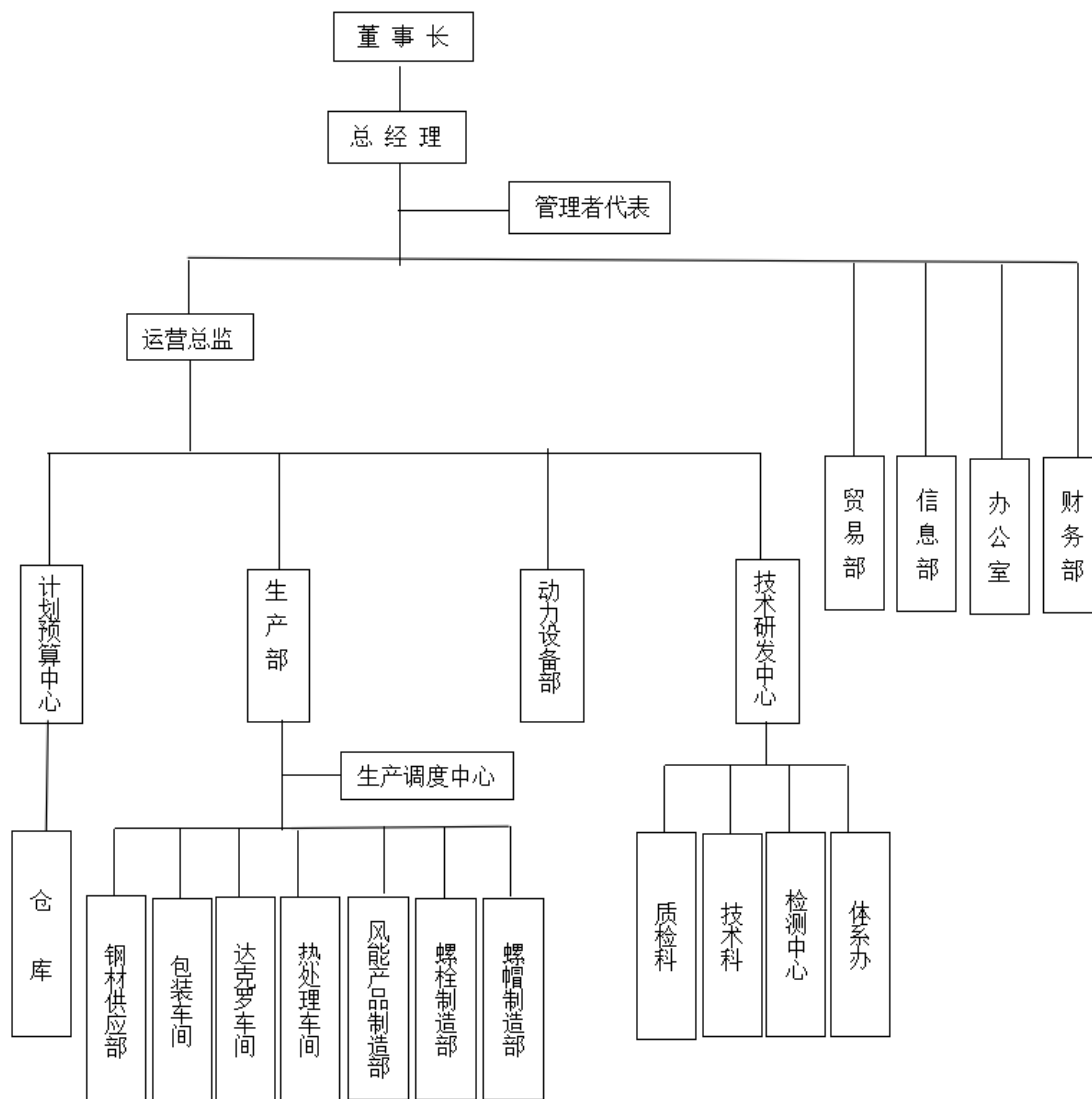 董事长
总经理
管理者代表
运营总监
贸易部
信息部
办公室
财务部
计划预算中心
生产部
动力设备部
技术研发中心
生产调度中心
仓库
钢材供应部
包装车间
达克罗车间
热处理车间
风能产品制造部
螺栓制造部
螺帽制造部
质检科
技术科
检测中心
体系办